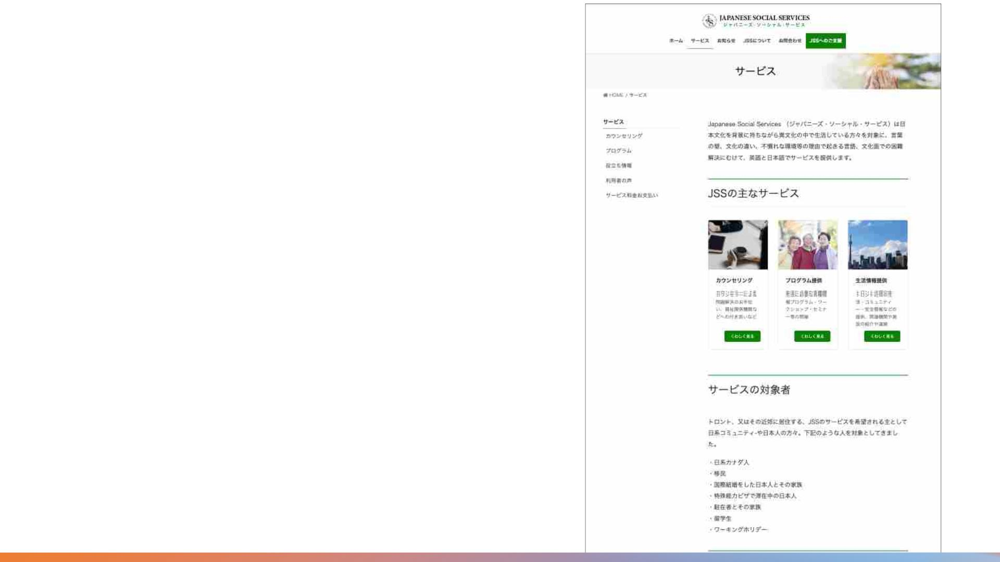 JAPANESE SOCIAL SERVICES
ジャパニーズ・ソーシャル・サービス
ホーム サービス お知らせ JSSについて お問合わせ JSSへのご支援
サービス
HOME / サービス
サービス
カウンセリング
プログラム
役立ち情報
利用者の声
サービス料金お支払い
Japanese Social Services （ジャパニーズ・ソーシャル・サービス）は日
本文化を背景に持ちながら異文化の中で生活している方々を対象に、言葉
の壁、文化の違い、不慣れな環境等の理由で起きる言語、文化面での困難
解決にむけて、英語と日本語でサービスを提供します。
JSSの主なサービス
カウンセリング
カウンセラーによる
問題解決のお手伝
い、福祉関係機関な
どへの付き添いなど
くわしく見る
プログラム提供
生活に必要な各種情
報プログラム・ワー
クショップ・セミナ
ー等の開催
くわしく見る
生活情報提供
トロント近郊の生
活・コミュニティ
ー・安全情報などの
提供、関連機関や施
設の紹介や連絡
くわしく見る
サービスの対象者
トロント、又はその近郊に居住する、JSSのサービスを希望される主として
日系コミュニティ-や日本人の方々。下記のような人を対象としてきまし
た。
・日系カナダ人
・移民
・国際結婚をした日本人とその家族
・特殊能力ビザで滞在中の日本人
・駐在者とその家族
・留学生
・ワーキングホリデー